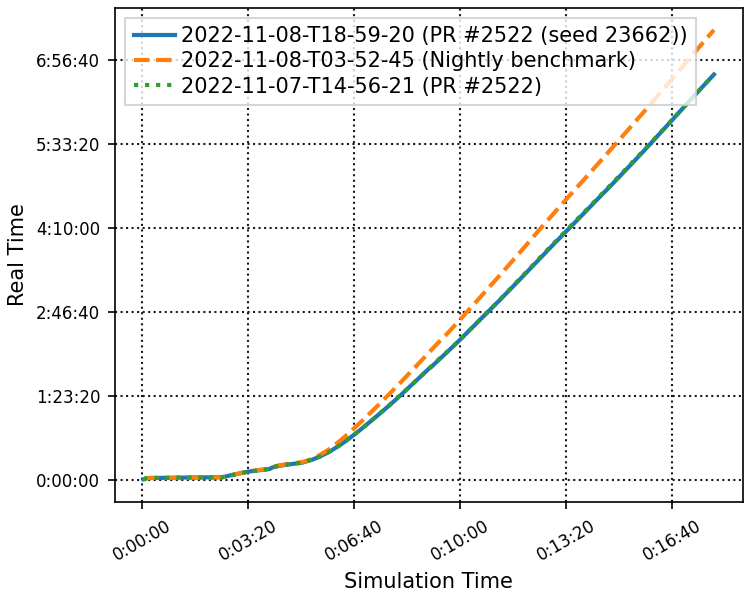 2022-11-08-T18-59-20 (PR #2522 (seed 23662))
2022-11-08-T03-52-45 (Nightly benchmark)
2022-11-07-T14-56-21 (PR #2522)
6:56:40
5:33:20
4:10:00
2:46:40
1:23:20
0:00:00
Real Time
0:00:00
0:03:20
0:06:40
0:10:00
0:13:20
0:16:40
Simulation Time